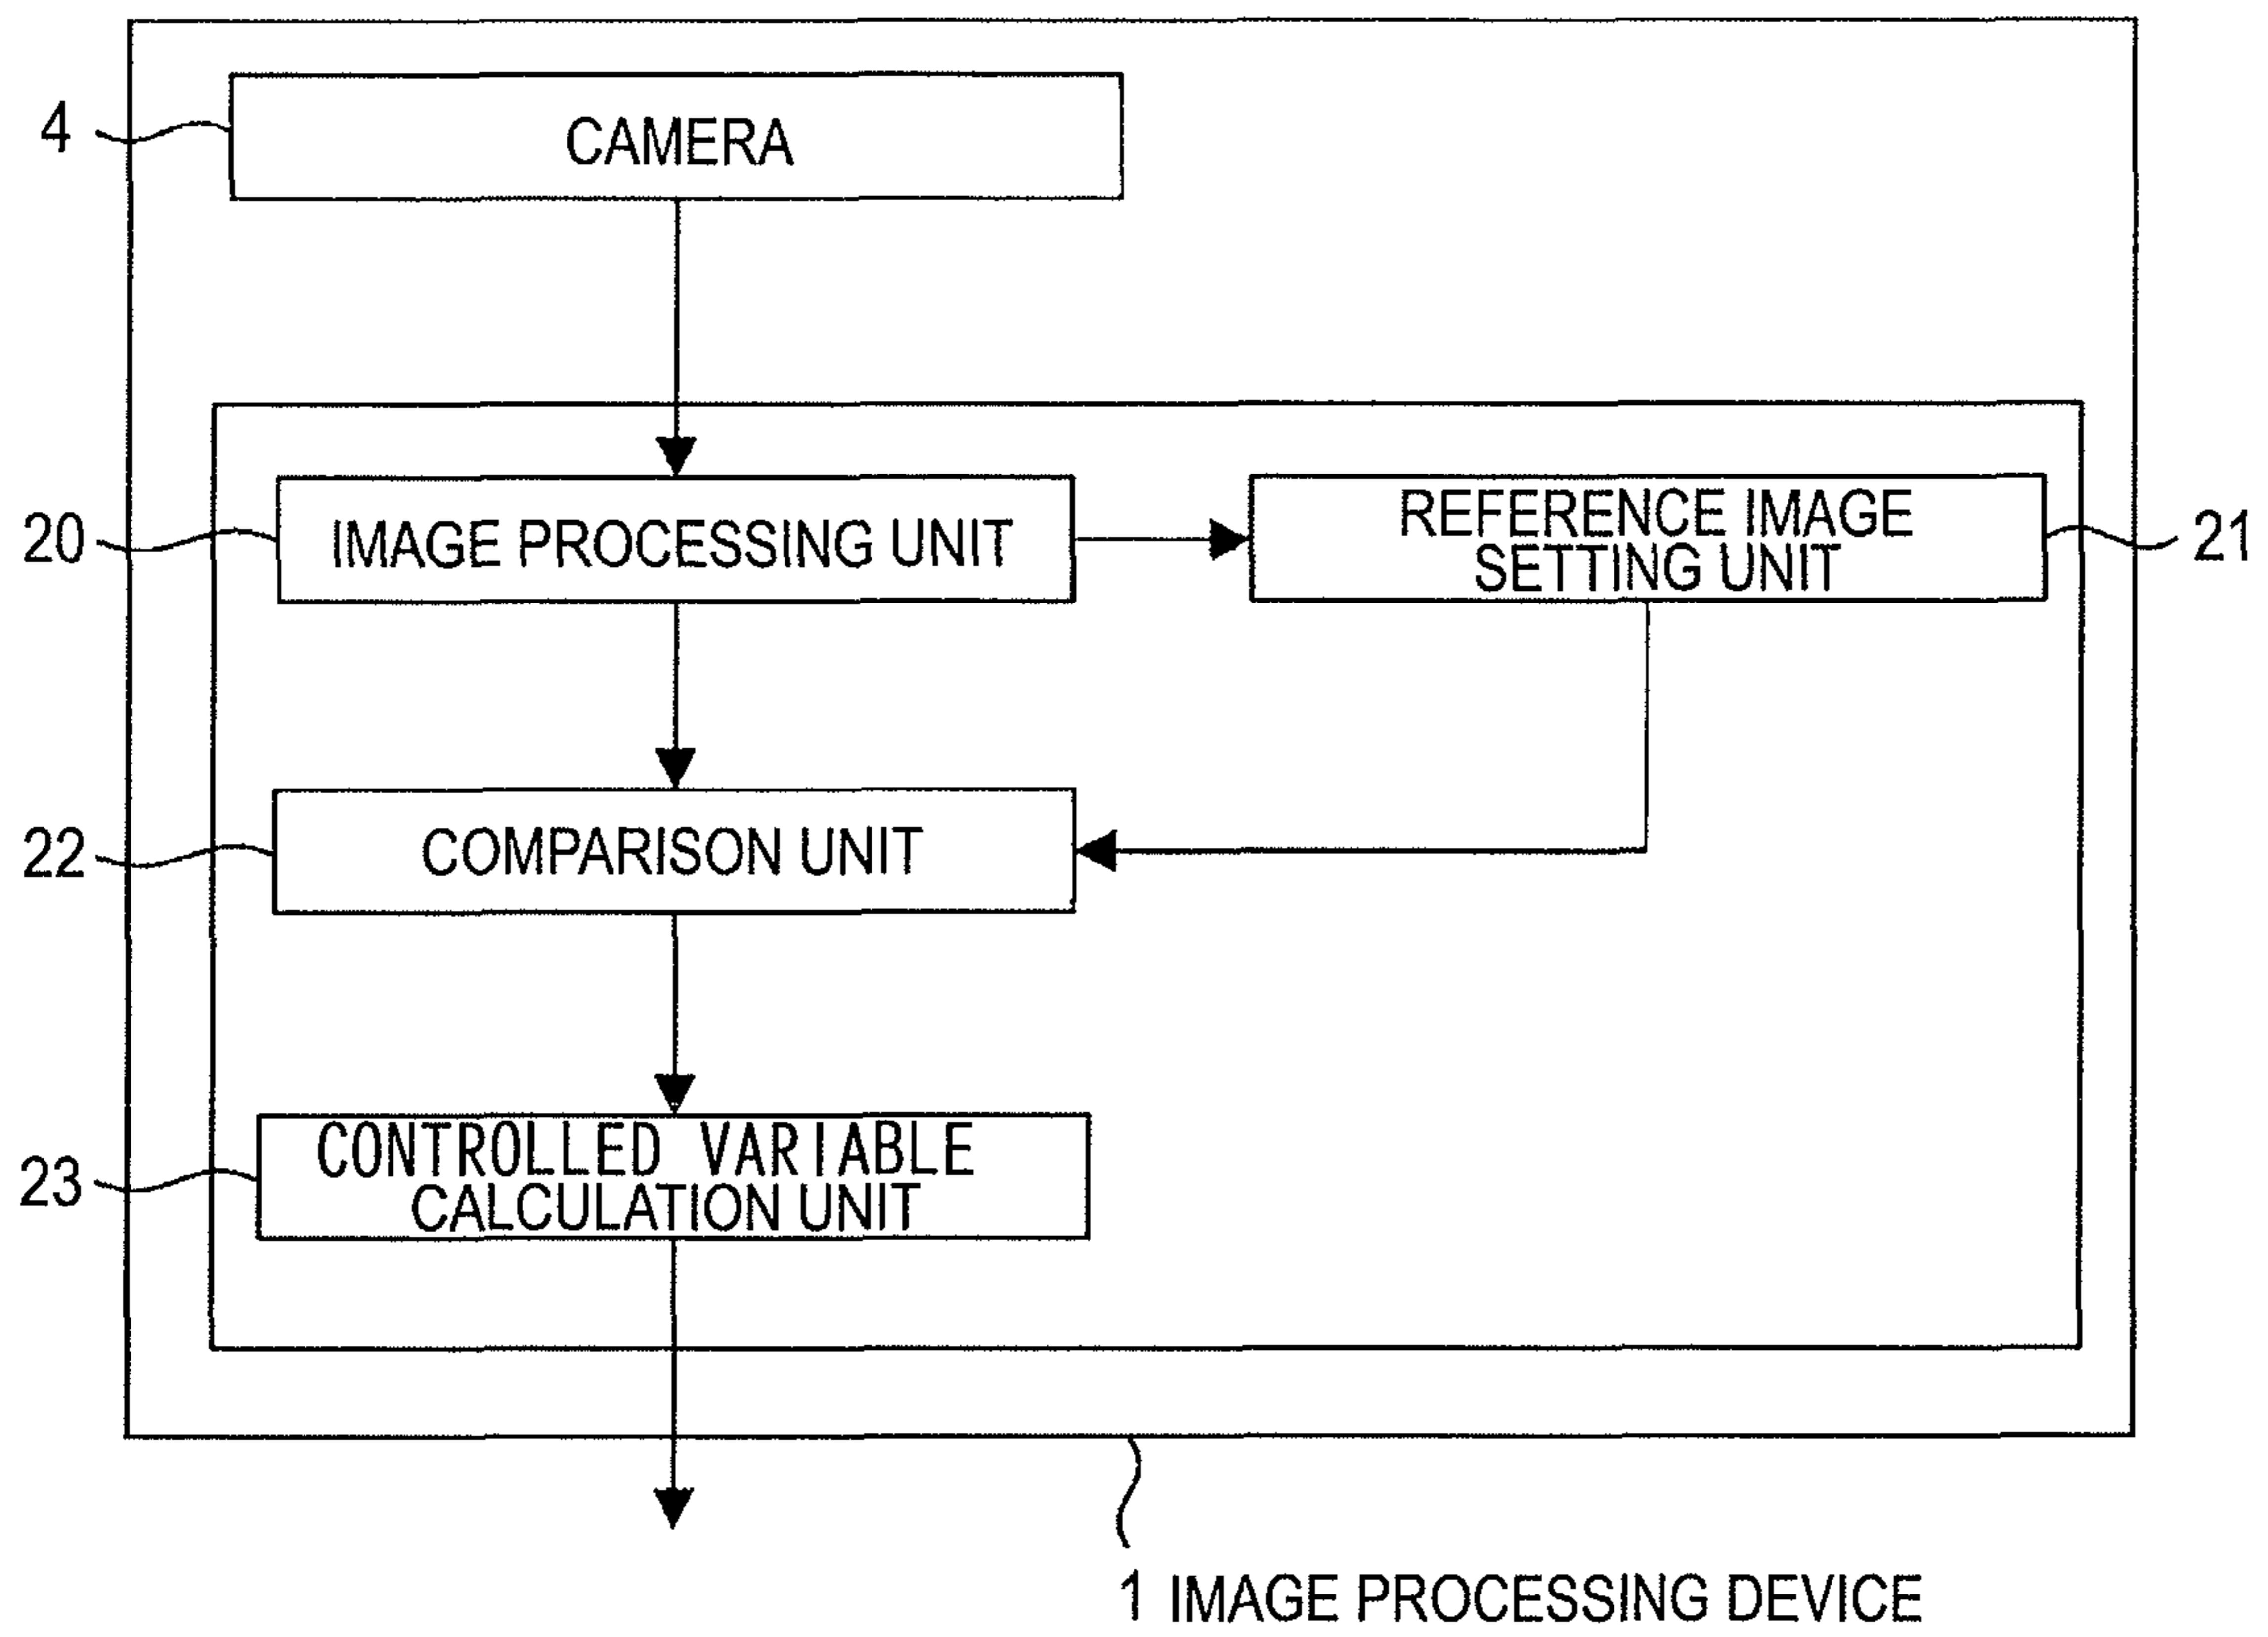 4
CAMERA
20
IMAGE PROCESSING UNIT
REFERENCE IMAGE
SETTING UNIT
21
22
COMPARISON UNIT
23
CONTROLLED VARIABLE
CALCULATION UNIT
1 IMAGE PROCESSING DEVICE